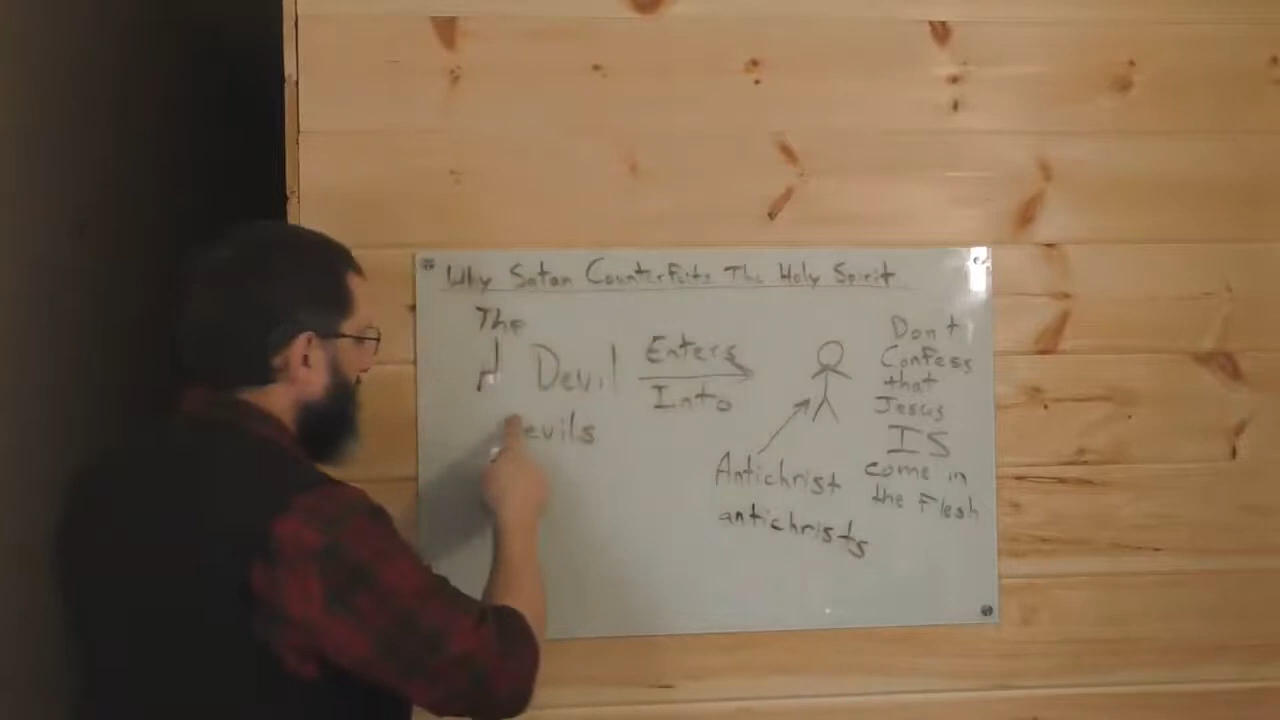 Why Satan Counterfeits The Holy Spirit
The
Devil
Enters
Into
evils
Antichrist
antichrists
Don't
Confess
that
Jesus
IS
come in
the Flesh